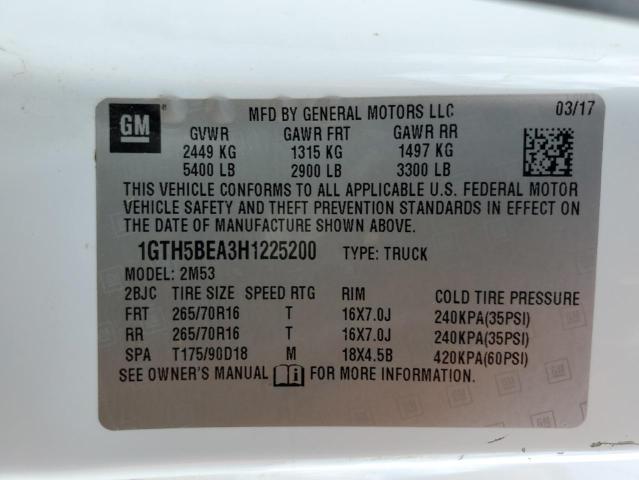 GM
MFD BY GENERAL MOTORS LLC 03/17
GVWR GAWR FRT GAWR RR
2449 KG 1315 KG 1497 KG
5400 LB 2900 LB 3300 LB
THIS VEHICLE CONFORMS TO ALL APPLICABLE U.S. FEDERAL MOTOR
VEHICLE SAFETY AND THEFT PREVENTION STANDARDS IN EFFECT ON
THE DATE OF MANUFACTURE SHOWN ABOVE.
1GTH5BEA3H1225200 TYPE: TRUCK
MODEL: 2M53
2BJC TIRE SIZE SPEED RTG RIM COLD TIRE PRESSURE
FRT 265/70R16 T 16X7.0J 240KPA(35PSI)
RR 265/70R16 T 16X7.0J 240KPA(35PSI)
SPA T175/90D18 M 18X4.5B 420KPA(60PSI)
SEE OWNER'S MANUAL i FOR MORE INFORMATION.